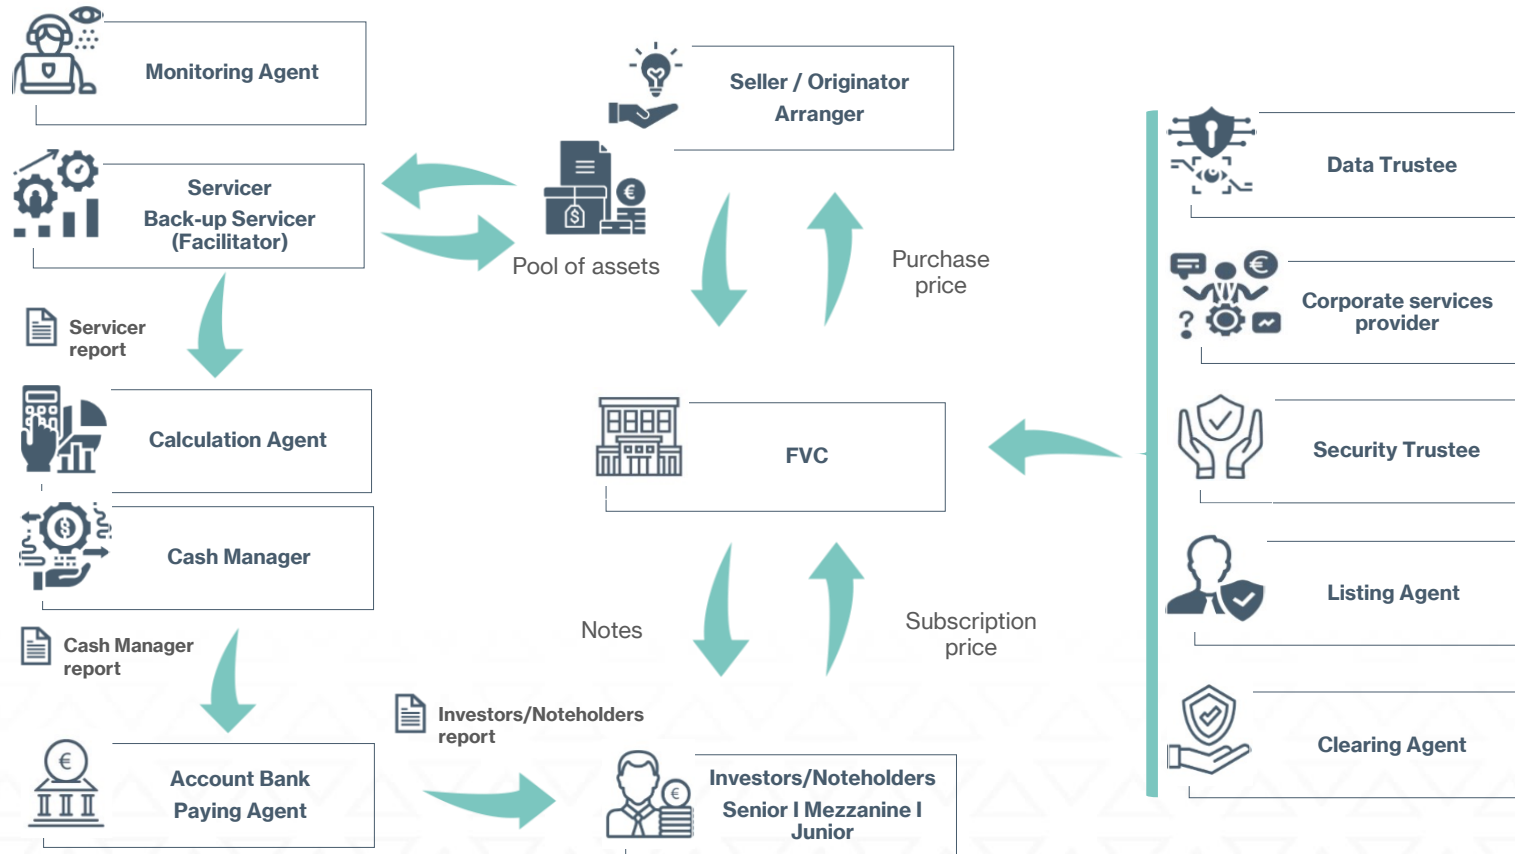 Monitoring Agent
Servicer
Back-up Servicer
(Facilitator)
Servicer
report
Calculation Agent
Cash Manager
Cash Manager
report
Account Bank
Paying Agent
Seller / Originator
Arranger
Pool of assets
Purchase
price
FVC
Notes
Subscription
price
Investors/Noteholders
report
Investors/Noteholders
Senior I Mezzanine I
Junior
Data Trustee
Corporate services
provider
Security Trustee
Listing Agent
Clearing Agent